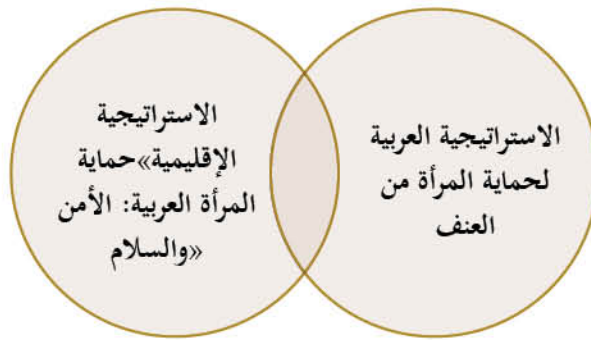 الاستراتيجية العربية
لحماية المرأة من
العنف
الاستراتيجية
الإقليمية»حماية
المرأة العربية: الأمن
«والسلام